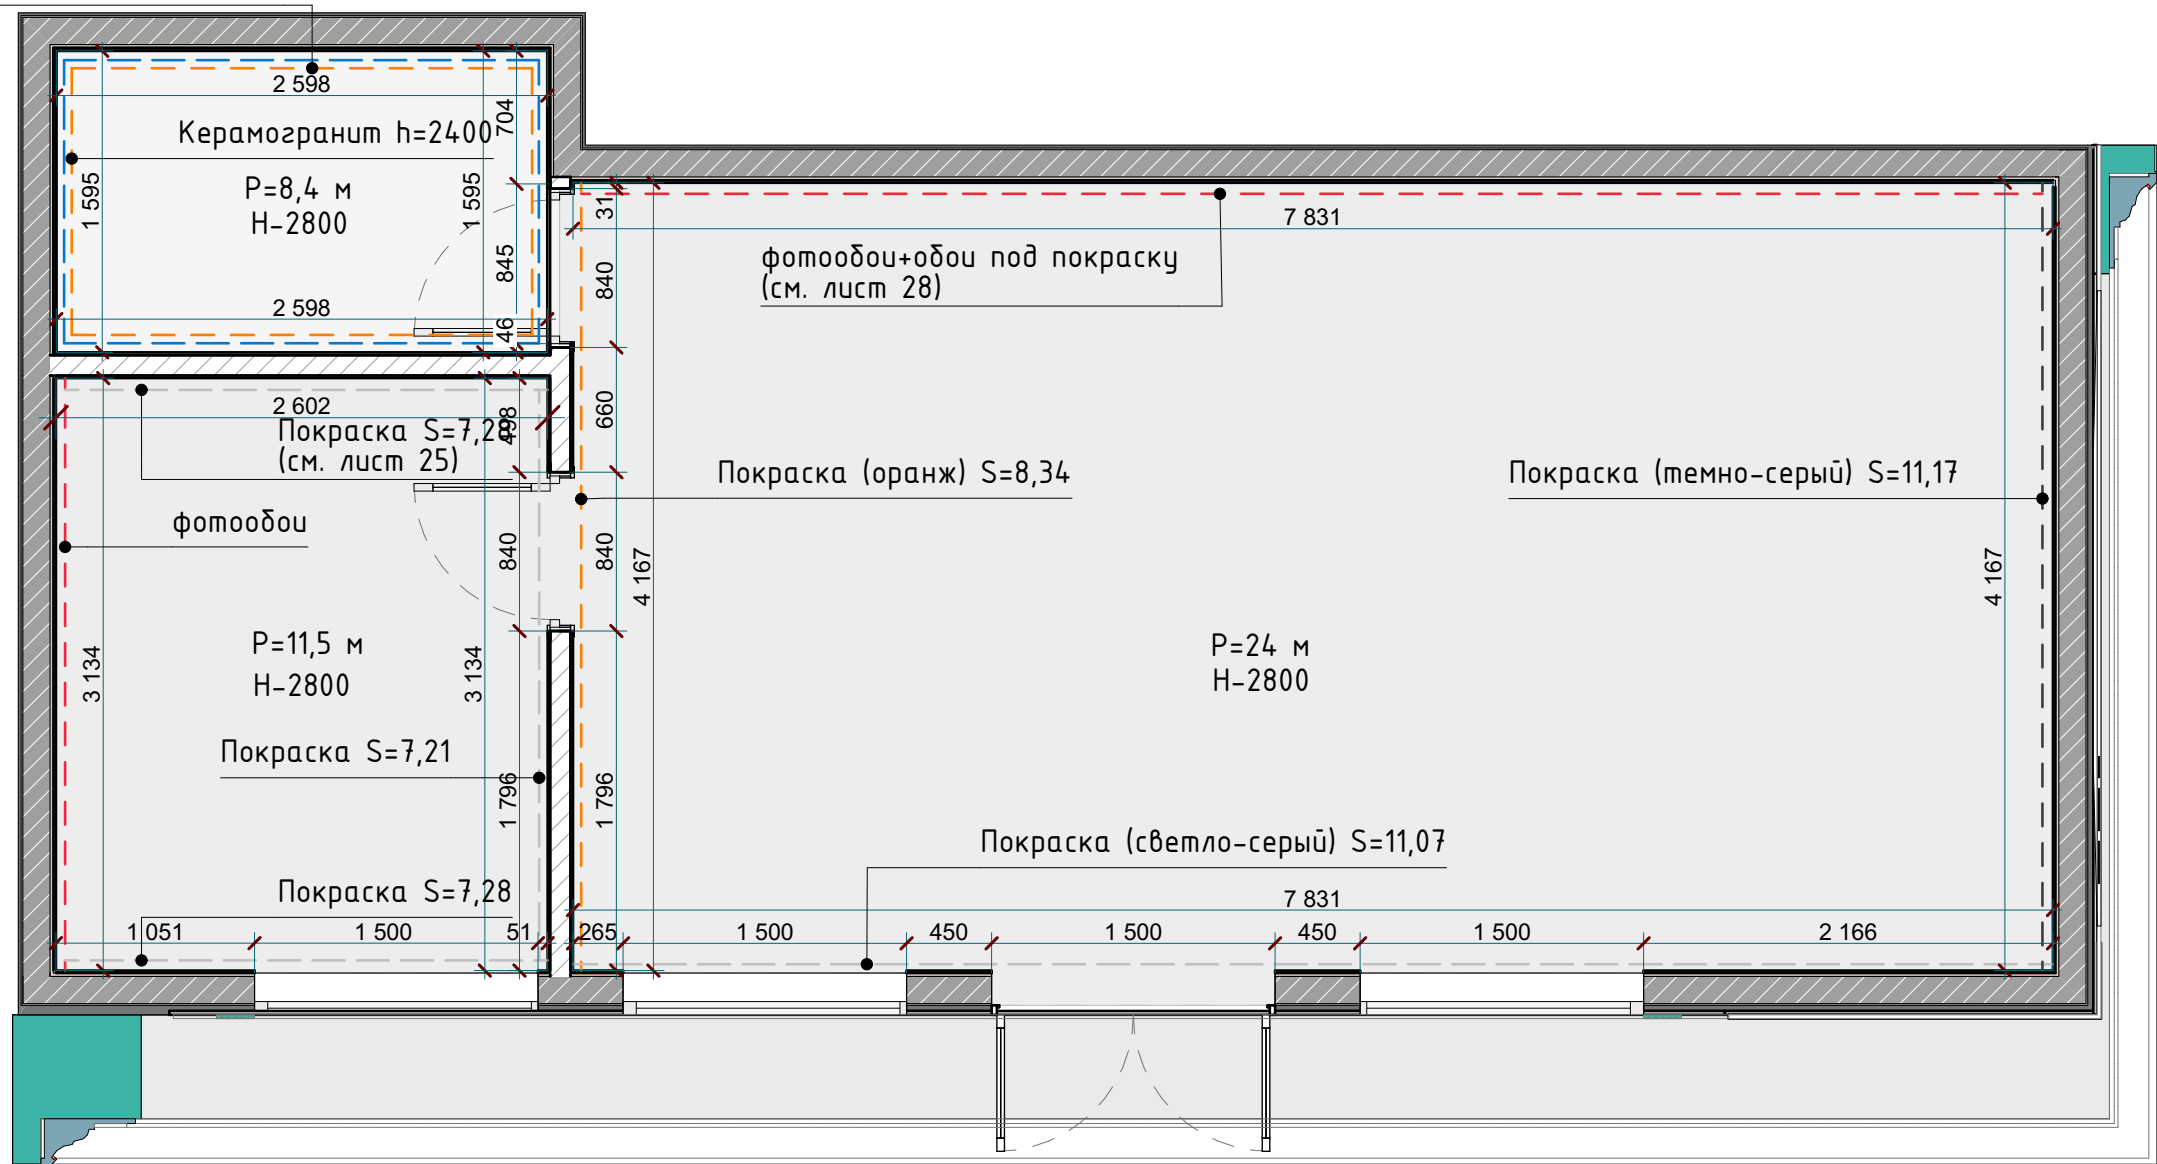 2 598
704
Керамогранит h=2400
1 595
P=8,4 м
H-2800
1 595
31
7 831
845
840
фотообои+обои под покраску
(см. лист 28)
2 598
46
2 602
498
660
Покраска S=7,28
(см. лист 25)
Покраска (оранж) S=8,34
Покраска (темно-серый) S=11,17
фотообои
840
840
4 167
4 167
P=11,5 м
H-2800
3 134
3 134
P=24 м
H-2800
Покраска S=7,21
1 796
1 796
Покраска (светло-серый) S=11,07
Покраска S=7,28
7 831
1 051
1 500
51
265
1 500
450
1 500
450
1 500
2 166